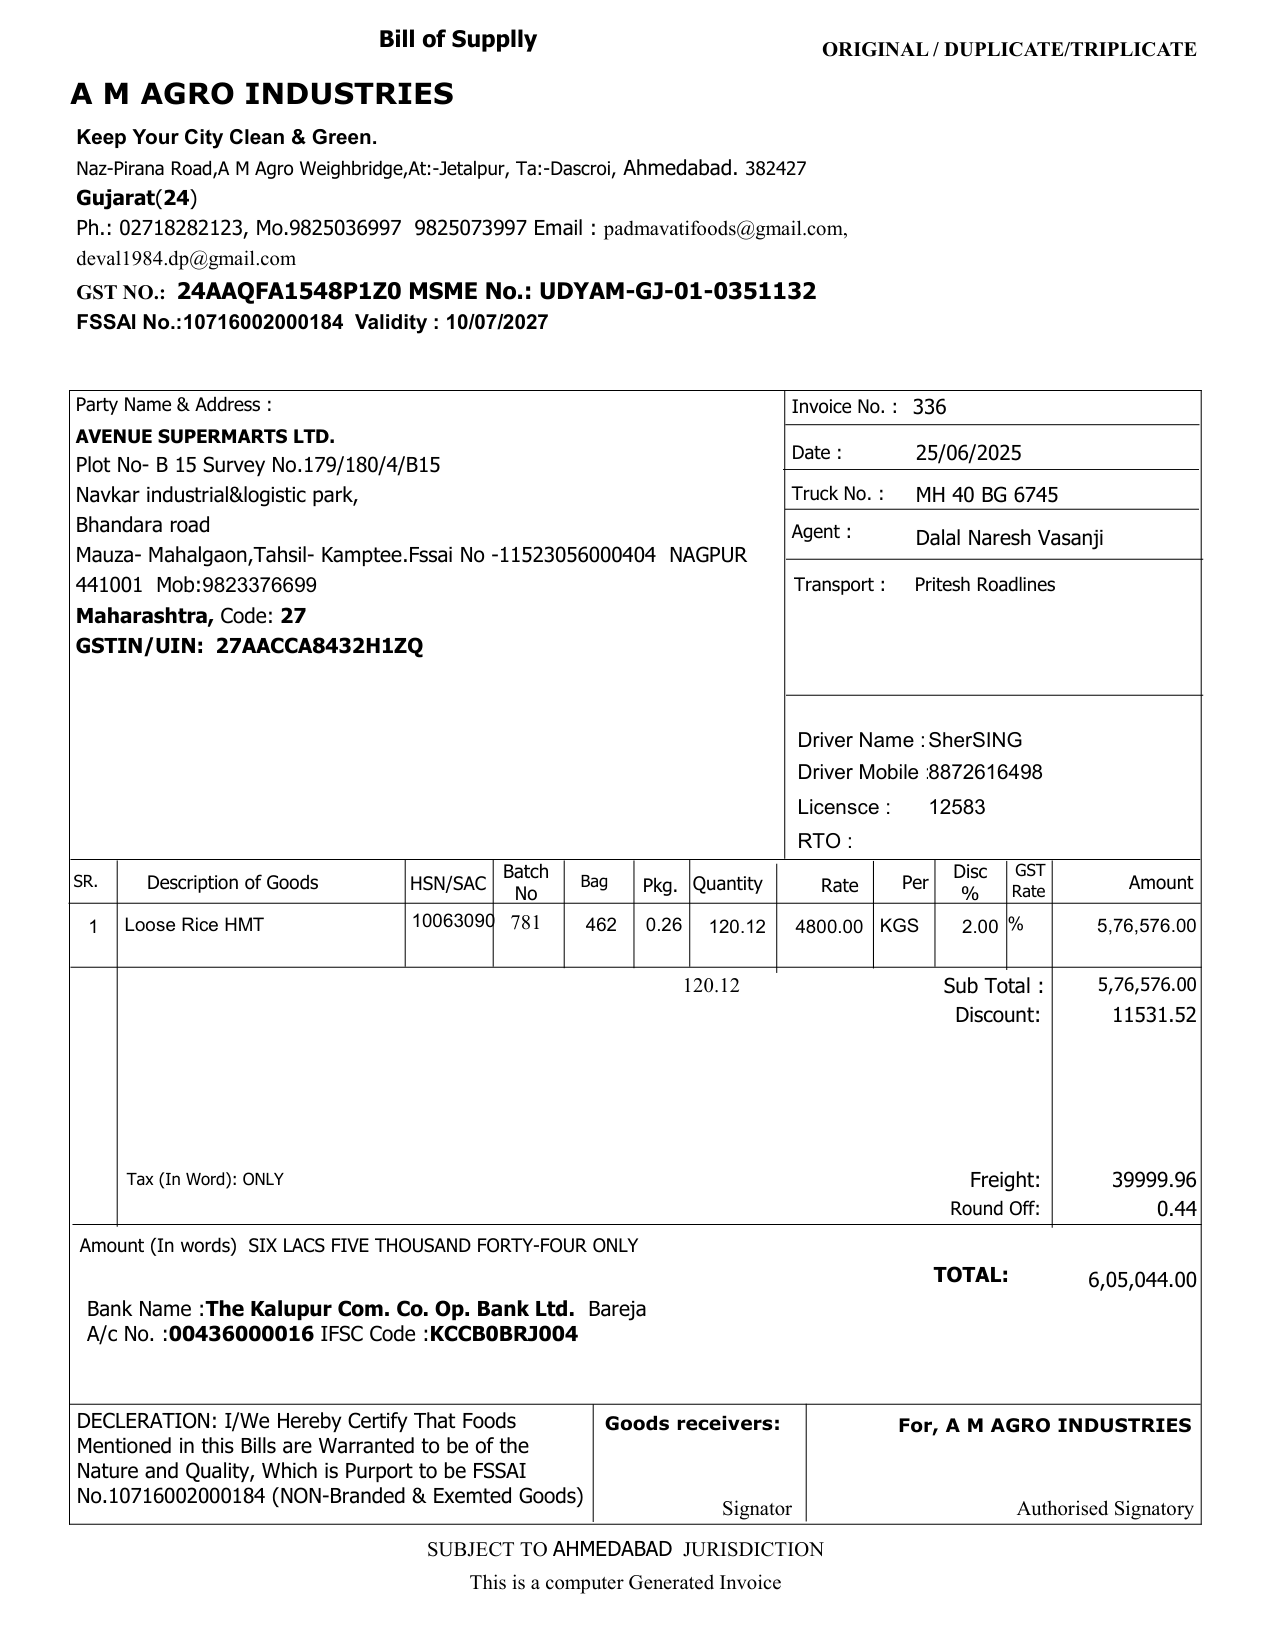 Bill of Supplly
ORIGINAL / DUPLICATE/TRIPLICATE
A M AGRO INDUSTRIES
Keep Your City Clean & Green.
Naz-Pirana Road,A M Agro Weighbridge,At:-Jetalpur, Ta:-Dascroi, Ahmedabad. 382427
Gujarat(24)
Ph.: 02718282123, Mo.9825036997 9825073997 Email : padmavatifoods@gmail.com,
deval1984.dp@gmail.com
GST NO.: 24AAQFA1548P1Z0 MSME No.: UDYAM-GJ-01-0351132
FSSAI No.:10716002000184 Validity : 10/07/2027
Party Name & Address :
AVENUE SUPERMARTS LTD.
Plot No- B 15 Survey No.179/180/4/B15
Navkar industrial&logistic park,
Bhandara road
Mauza- Mahalgaon,Tahsil- Kamptee.Fssai No -11523056000404 NAGPUR
441001 Mob:9823376699
Maharashtra, Code: 27
GSTIN/UIN: 27AACCA8432H1ZQ
Invoice No. : 336
Date : 25/06/2025
Truck No. : MH 40 BG 6745
Agent : Dalal Naresh Vasanji
Transport : Pritesh Roadlines
Driver Name : SherSING
Driver Mobile :8872616498
Licensce : 12583
RTO :
SR. Description of Goods HSN/SAC Batch No Bag Pkg. Quantity Rate Per Disc % GST Rate Amount
1 Loose Rice HMT 10063090 781 462 0.26 120.12 4800.00 KGS 2.00 % 5,76,576.00
120.12 Sub Total : 5,76,576.00
Discount: 11531.52
Tax (In Word): ONLY Freight: 39999.96
Round Off: 0.44
Amount (In words) SIX LACS FIVE THOUSAND FORTY-FOUR ONLY
TOTAL: 6,05,044.00
Bank Name :The Kalupur Com. Co. Op. Bank Ltd. Bareja
A/c No. :00436000016 IFSC Code :KCCB0BRJ004
DECLERATION: I/We Hereby Certify That Foods
Mentioned in this Bills are Warranted to be of the
Nature and Quality, Which is Purport to be FSSAI
No.10716002000184 (NON-Branded & Exemted Goods)
Goods receivers:
Signator
For, A M AGRO INDUSTRIES
Authorised Signatory
SUBJECT TO AHMEDABAD JURISDICTION
This is a computer Generated Invoice